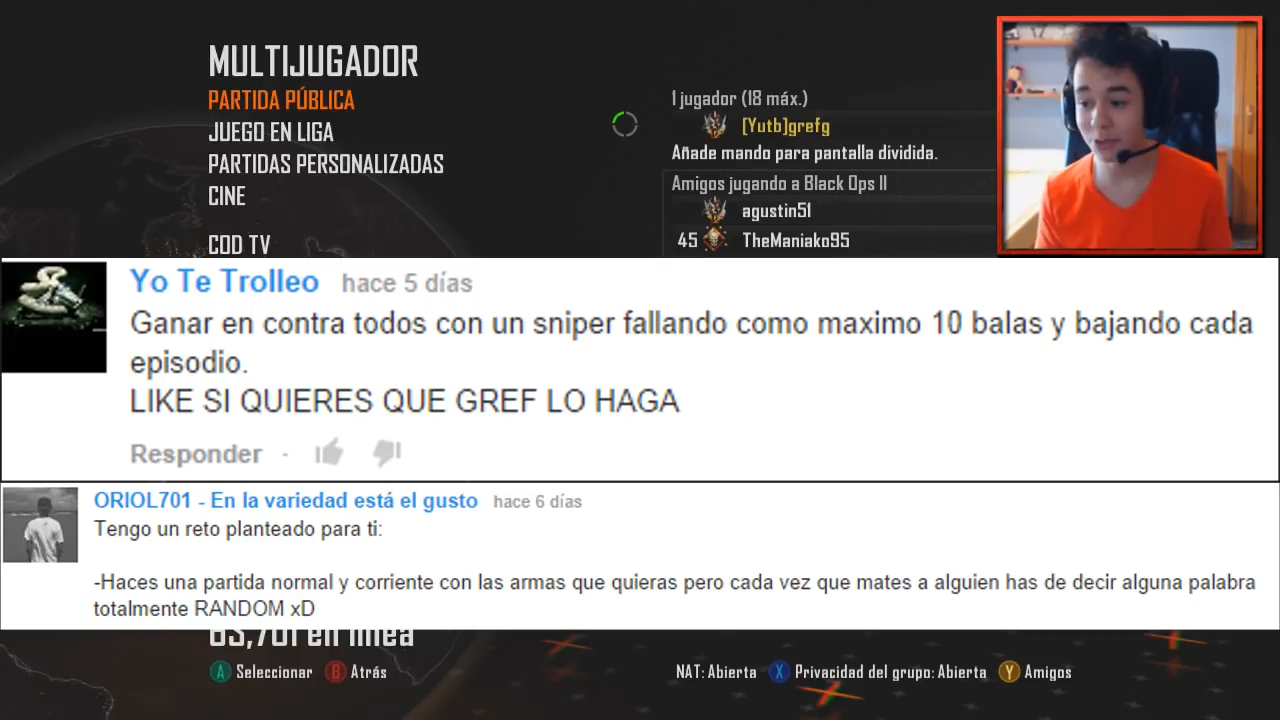 MULTIJUGADOR
PARTIDA PÚBLICA
JUEGO EN LIGA
PARTIDAS PERSONALIZADAS
CINE
COD TV
1 jugador (18 máx.)
[Yutb]grefg
Añade mando para pantalla dividida.
Amigos jugando a Black Ops II
agustin51
45 TheManiako95
Yo Te Trolleo hace 5 días
Ganar en contra todos con un sniper fallando como maximo 10 balas y bajando cada
episodio.
LIKE SI QUIERES QUE GREF LO HAGA
Responder -
ORIOL701 - En la variedad está el gusto hace 6 días
Tengo un reto planteado para ti:
-Haces una partida normal y corriente con las armas que quieras pero cada vez que mates a alguien has de decir alguna palabra
totalmente RANDOM xD
en línea
A Seleccionar B Atrás
NAT: Abierta X Privacidad del grupo: Abierta Y Amigos